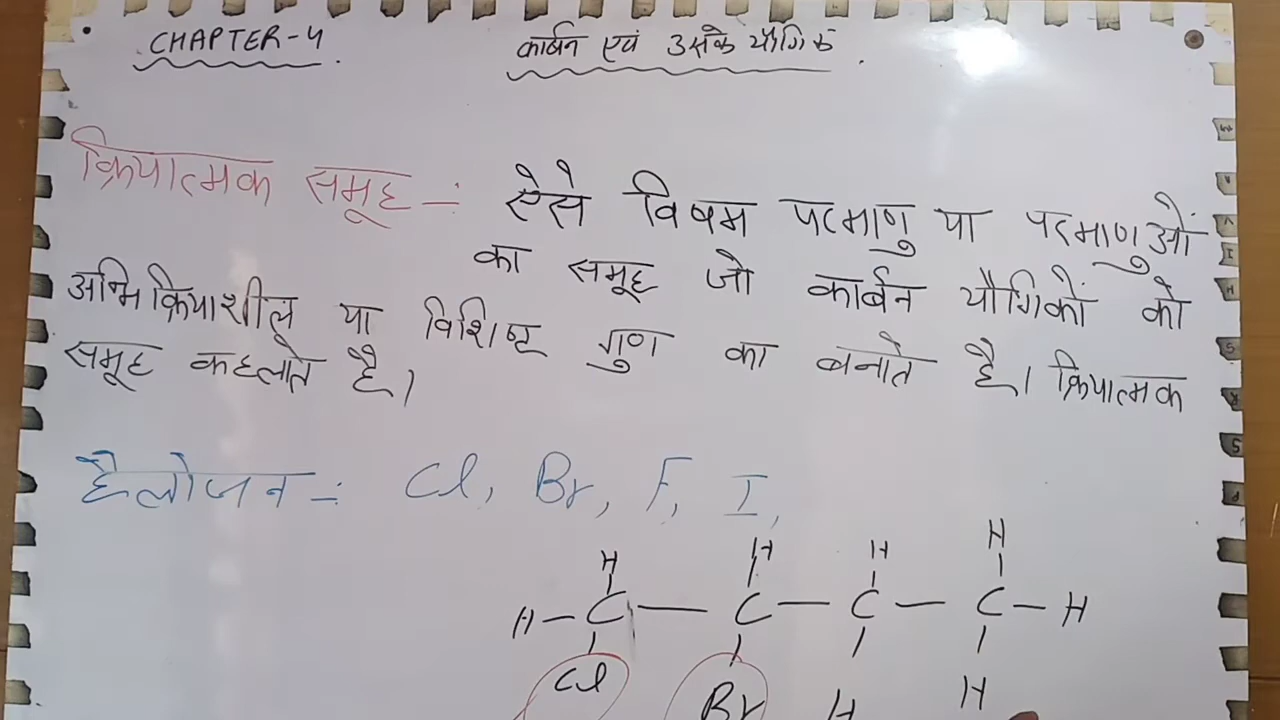 CHAPTER-4
कार्बन एवं उसके यौगिक
क्रियात्मक समूह :- ऐसे विषम परमाणु या परमाणुओं
का समूह जो कार्बन यौगिकों को
अभिक्रियाशील या विशिष्ट गुण का बनाते है। क्रियात्मक
समूह कहलाते है।
हैलोजन :- Cl, Br, F, I,
H H H H
H-C-C-C-C-H
Cl Br H H